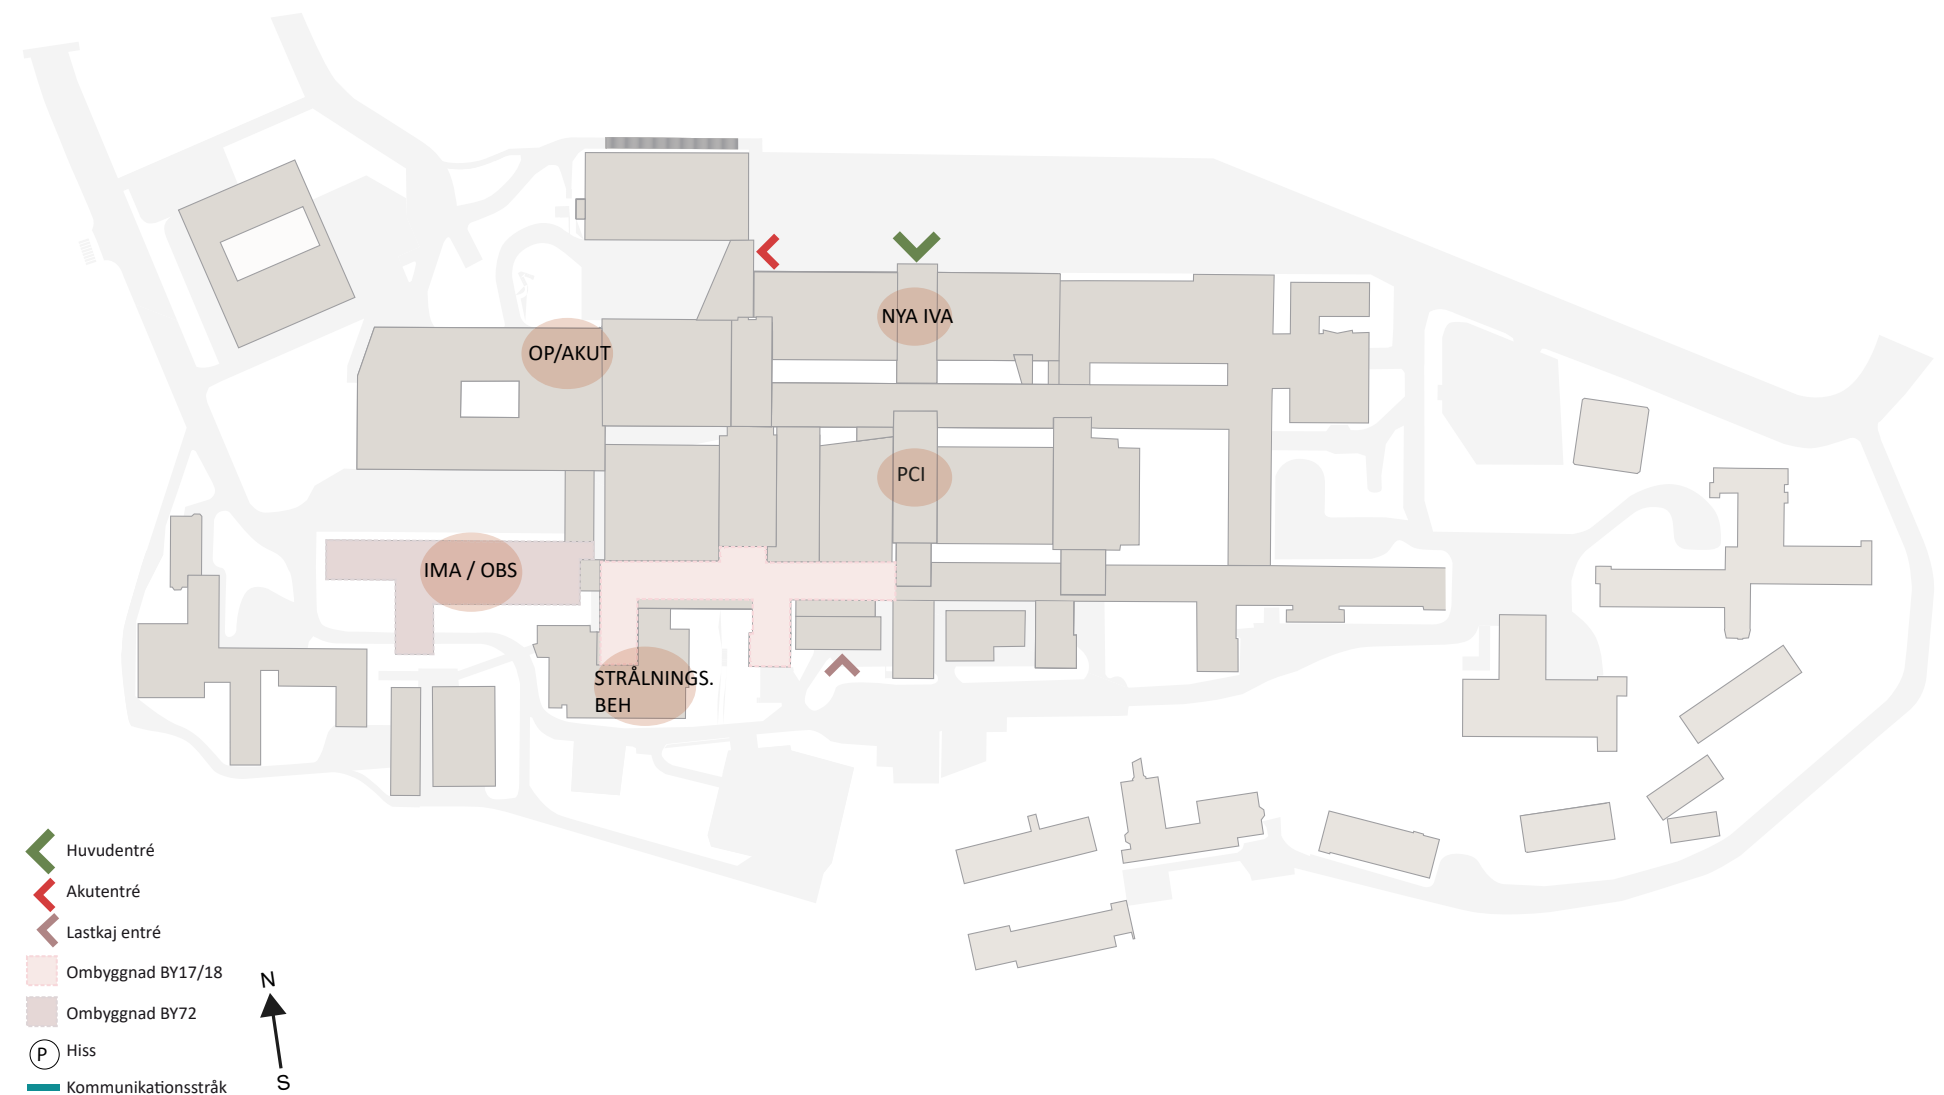 NYA IVA
OP/AKUT
PCI
IMA / OBS
STRÅLNINGS.
BEH
Huvudentré
Akutentré
Lastkaj entré
Ombyggnad BY17/18
Ombyggnad BY72
P Hiss
Kommunikationsstråk
N
S